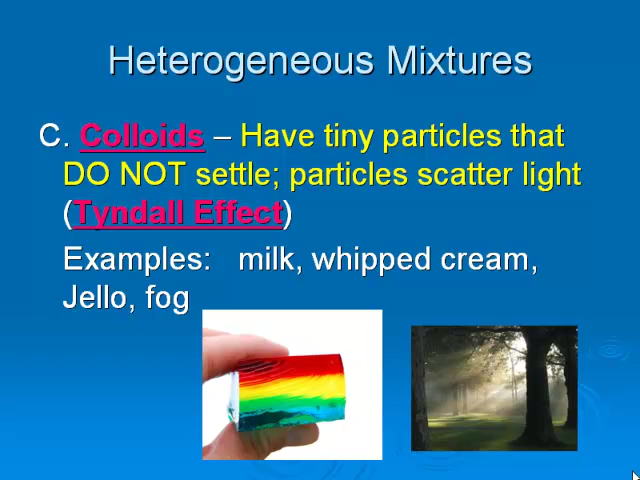 Heterogeneous Mixtures
C. Colloids – Have tiny particles that
DO NOT settle; particles scatter light
(Tyndall Effect)
Examples: milk, whipped cream,
Jello, fog